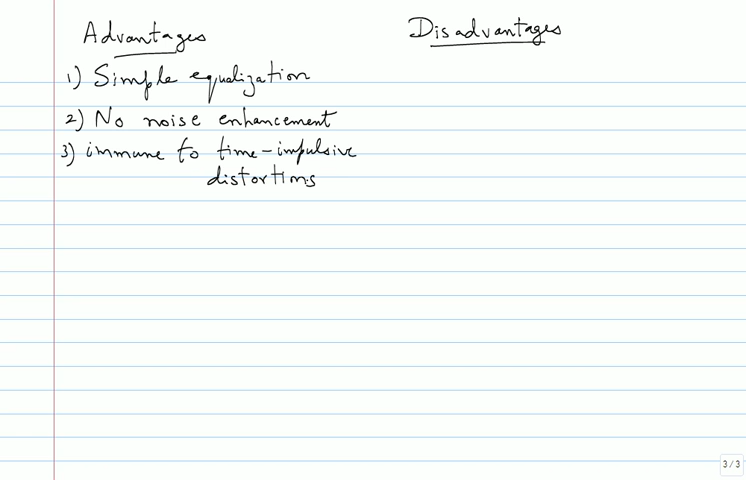 Advantages
Disadvantages
1) Simple equalization
2) No noise enhancement
3) immune to time-impulsive
distortions
3/3